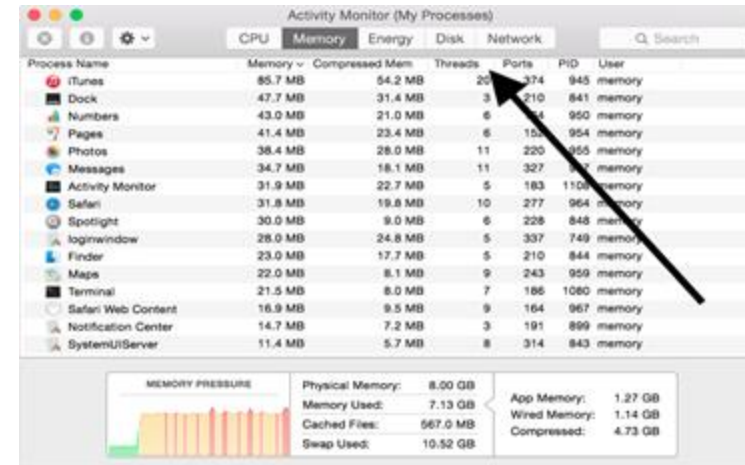 Activity Monitor (My Processes)
CPU Memory Energy Disk Network Search
Process Name Memory Compressed Mem Threads Ports PID User
iTunes 85.7 MB 54.2 MB 20 374 945 memory
Dock 47.7 MB 31.4 MB 3 210 841 memory
Numbers 43.0 MB 21.0 MB 6 950 memory
Pages 41.4 MB 23.4 MB 6 954 memory
Photos 38.4 MB 28.0 MB 11 220 955 memory
Messages 34.7 MB 18.1 MB 11 327 memory
Activity Monitor 31.9 MB 22.7 MB 5 183 1108 memory
Safari 31.8 MB 19.8 MB 10 277 964 memory
Spotlight 30.0 MB 9.0 MB 6 228 848 memory
loginwindow 28.0 MB 24.8 MB 5 337 749 memory
Finder 23.0 MB 17.7 MB 5 210 844 memory
Maps 22.0 MB 8.1 MB 9 243 959 memory
Terminal 21.5 MB 8.0 MB 7 186 1080 memory
Safari Web Content 16.9 MB 9.5 MB 9 164 967 memory
Notification Center 14.7 MB 7.2 MB 3 191 899 memory
SystemUIServer 11.4 MB 5.7 MB 8 314 843 memory
MEMORY PRESSURE
Physical Memory: 8.00 GB
Memory Used: 7.13 GB
Cached Files: 567.0 MB
Swap Used: 10.52 GB
App Memory: 1.27 GB
Wired Memory: 1.14 GB
Compressed: 4.73 GB